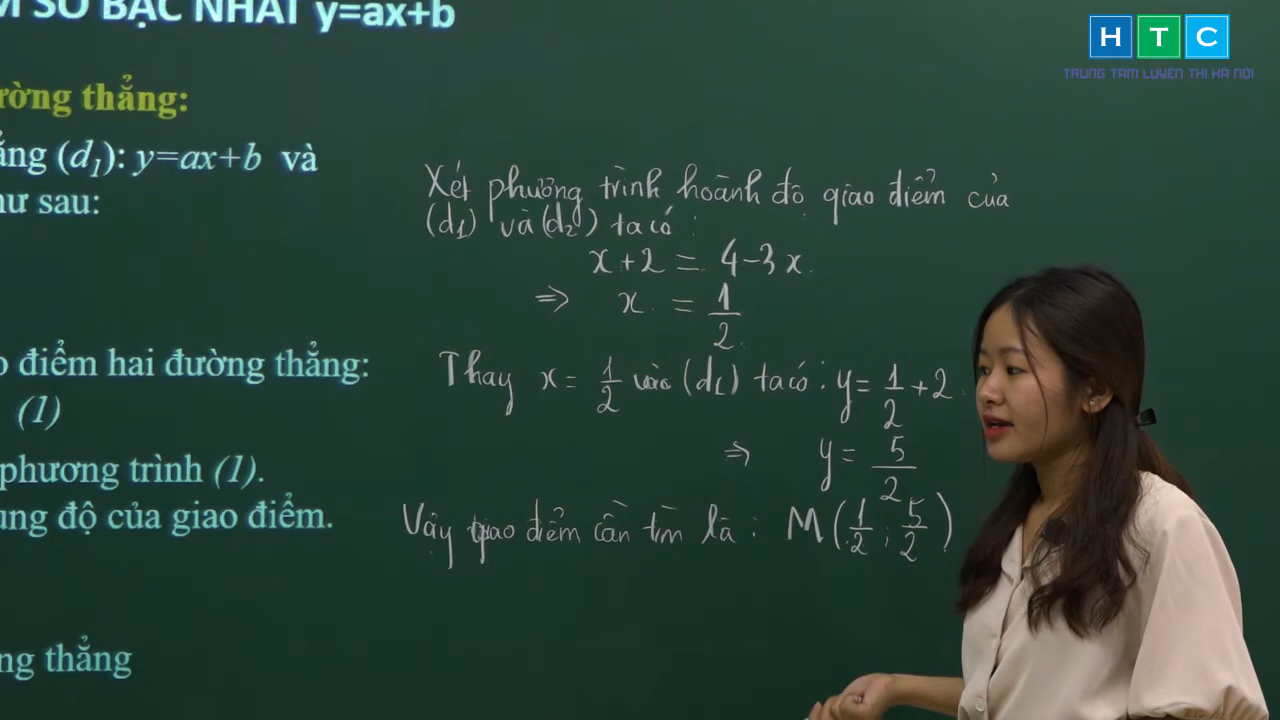 M SỐ BẬC NHẤT y=ax+b
H T C
TRUNG TÂM LUYỆN THI HÀ NỘI
ường thẳng:
ẳng (d₁): y=ax+b và
hư sau:
o điểm hai đường thẳng:
(1)
phương trình (1).
ung độ của giao điểm.
ng thẳng
Xét phương trình hoành độ giao điểm của
(d₁) và (d₂) ta có :
x+2 = 4-3x.
⇒ x = 1/2.
Thay x = 1/2 vào (d₁) ta có : y = 1/2 + 2.
⇒ y = 5/2
Vậy giao điểm cần tìm là : M(1/2 ; 5/2)